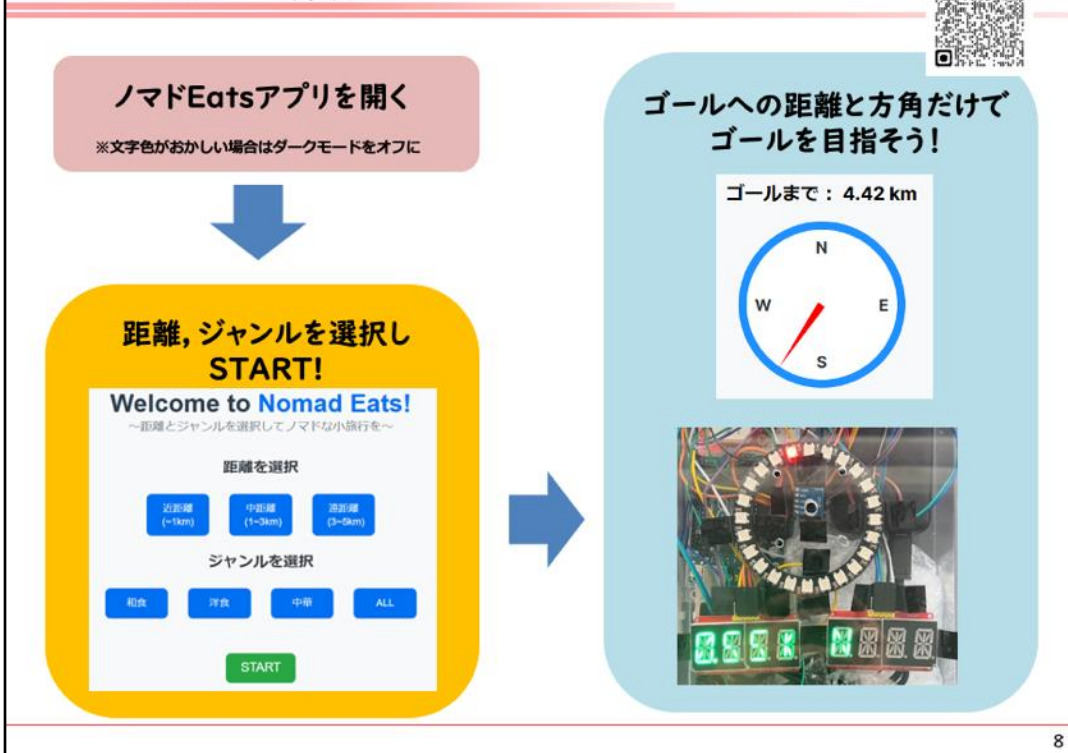 ノマドEatsアプリを開く
※文字色がおかしい場合はダークモードをオフに
距離,ジャンルを選択し
START!
Welcome to Nomad Eats!
〜距離とジャンルを選択してノマドな小旅行を〜
距離を選択
近距離 中距離 遠距離
(~1km) (1~3km) (3~5km)
ジャンルを選択
和食 洋食 中華 ALL
START
ゴールへの距離と方角だけで
ゴールを目指そう!
ゴールまで : 4.42 km
N
W E
S
8